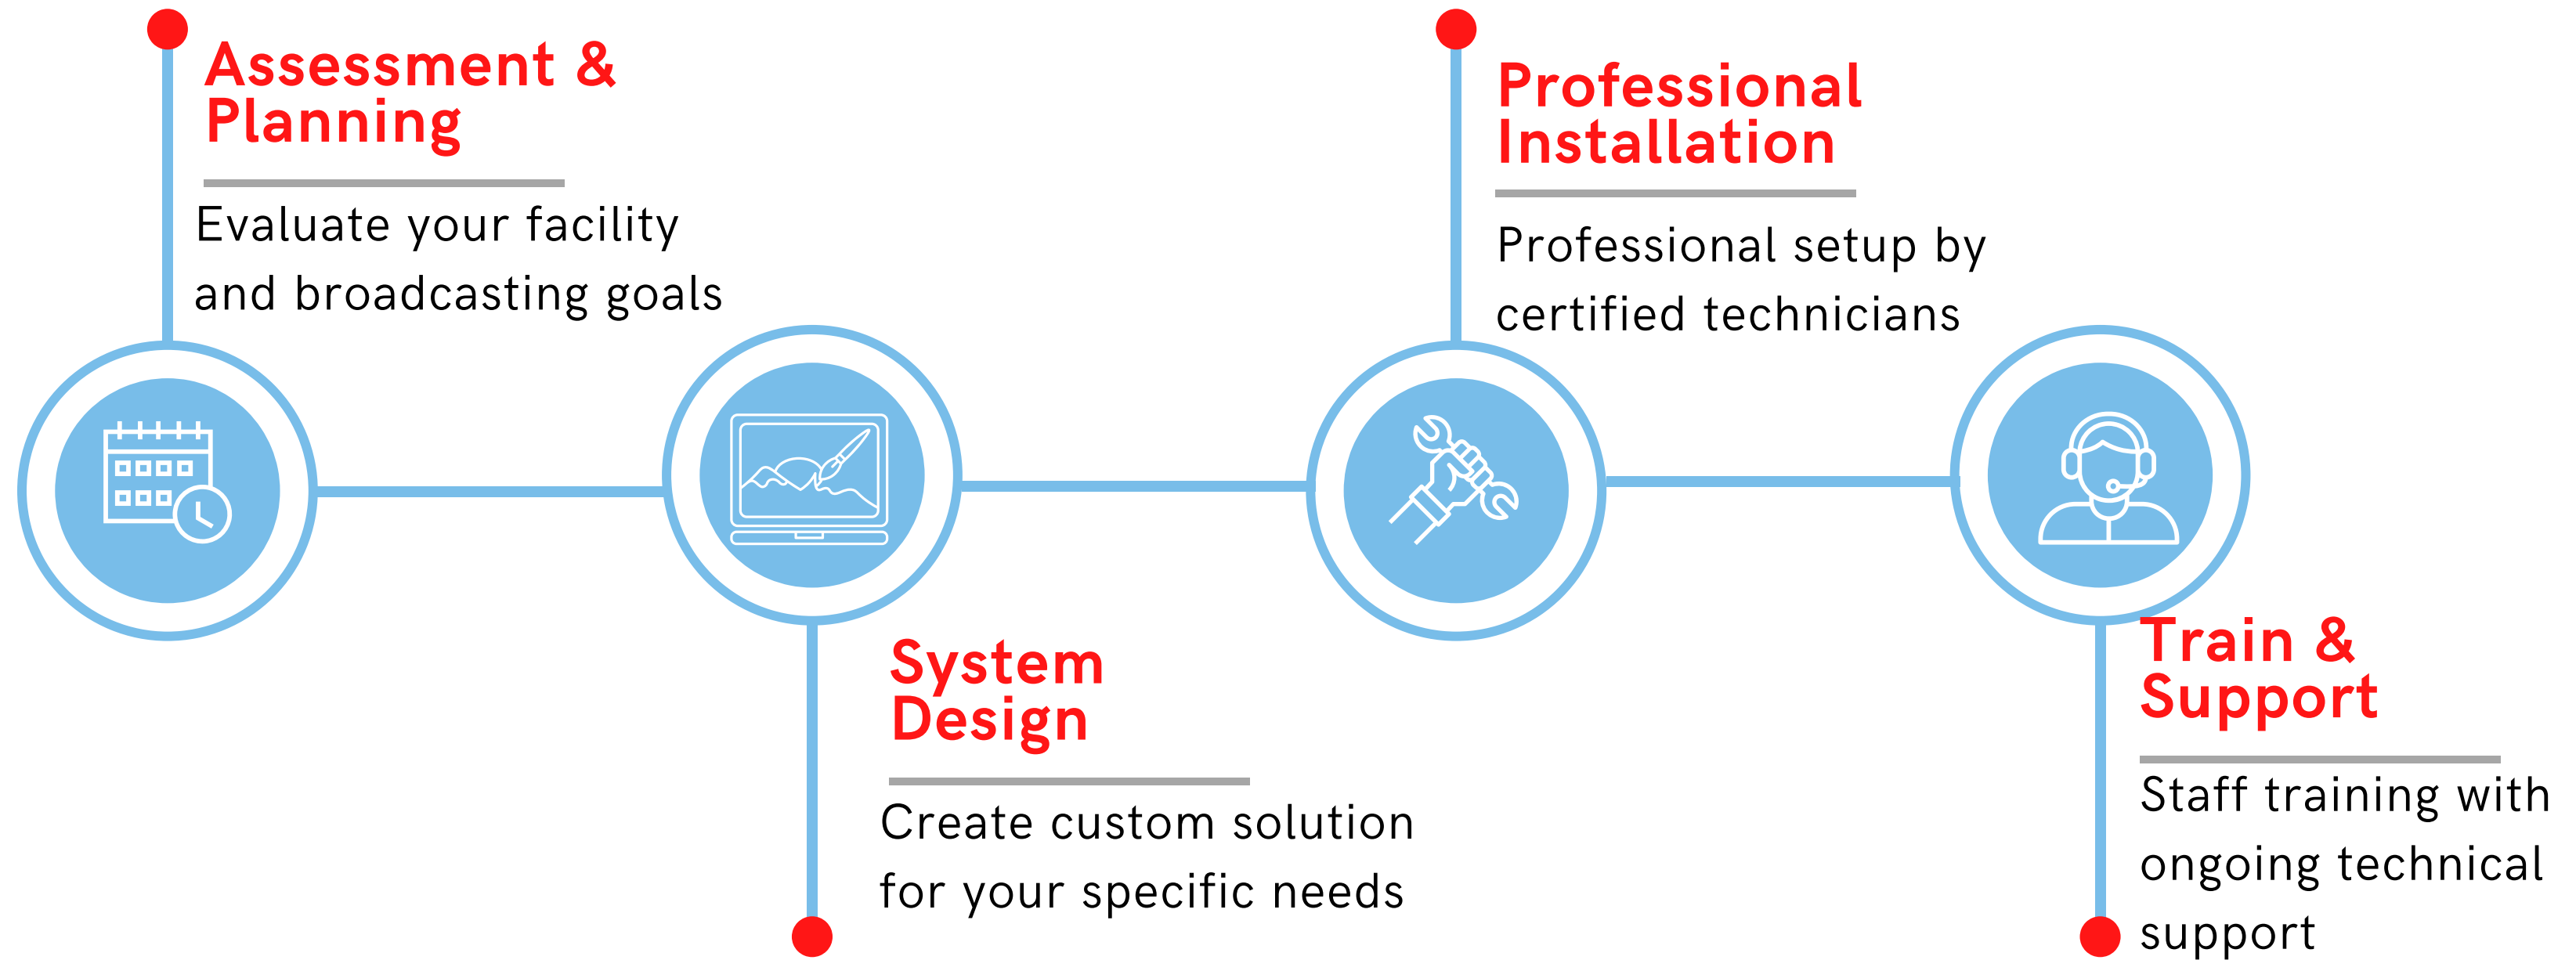 Assessment &
Planning
Evaluate your facility
and broadcasting goals
System
Design
Create custom solution
for your specific needs
Professional
Installation
Professional setup by
certified technicians
Train &
Support
Staff training with
ongoing technical
support